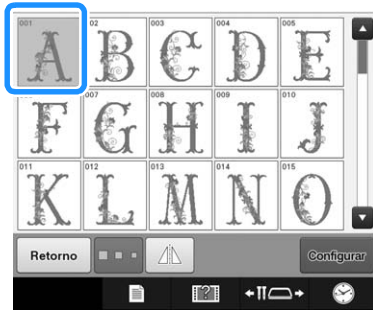 001 02 003 004 005
A B C D E
007 008 009 010
F G H I J
011 012 013 014 015
K L M N O
Retorno Configurar